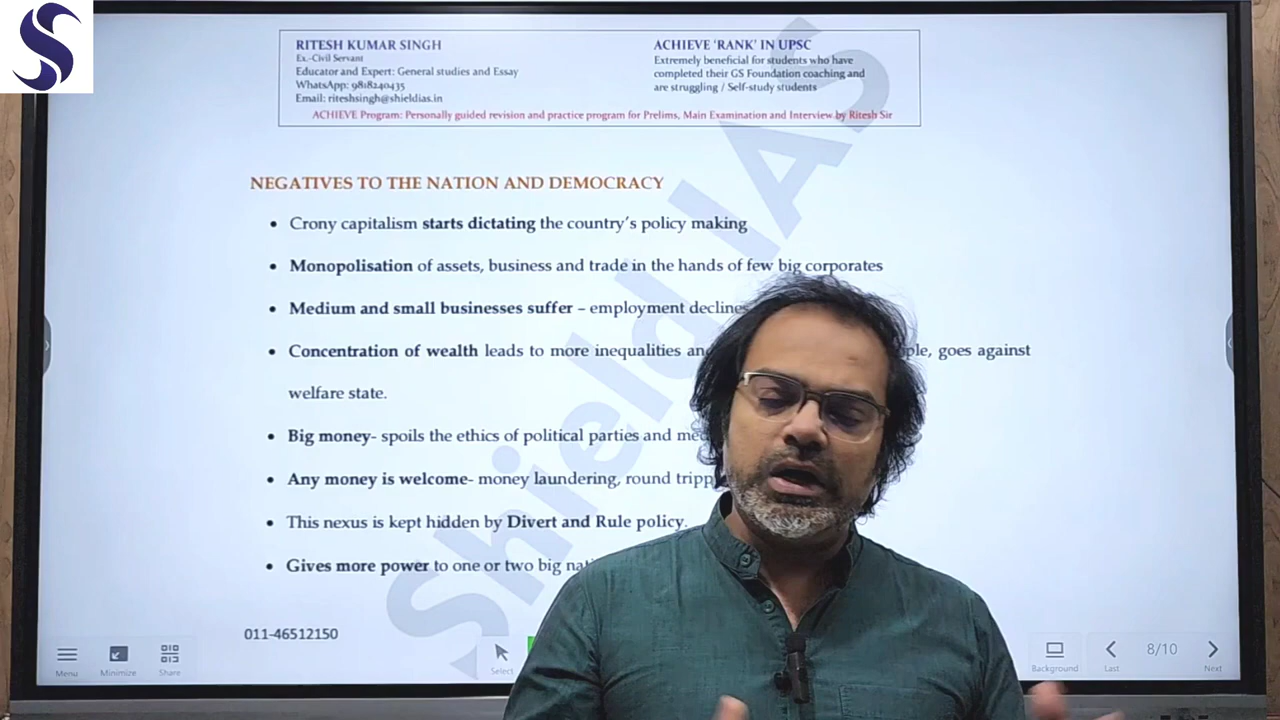 RITESH KUMAR SINGH
Ex.-Civil Servant
Educator and Expert: General studies and Essay
WhatsApp: 9818240435
Email: riteshsingh@shieldias.in
ACHIEVE 'RANK' IN UPSC
Extremely beneficial for students who have
completed their GS Foundation coaching and
are struggling / Self-study students
ACHIEVE Program: Personally guided revision and practice program for Prelims, Main Examination and Interview by Ritesh Sir
Shield IAS
NEGATIVES TO THE NATION AND DEMOCRACY
• Crony capitalism starts dictating the country's policy making
• Monopolisation of assets, business and trade in the hands of few big corporates
• Medium and small businesses suffer – employment declines
• Concentration of wealth leads to more inequalities goes against
welfare state.
• Big money- spoils the ethics of political parties and
• Any money is welcome- money laundering, round
• This nexus is kept hidden by Divert and Rule policy.
• Gives more power to one or two big
011-46512150
Menu
Minimize
Share
Select
Background
Last
8/10
Next